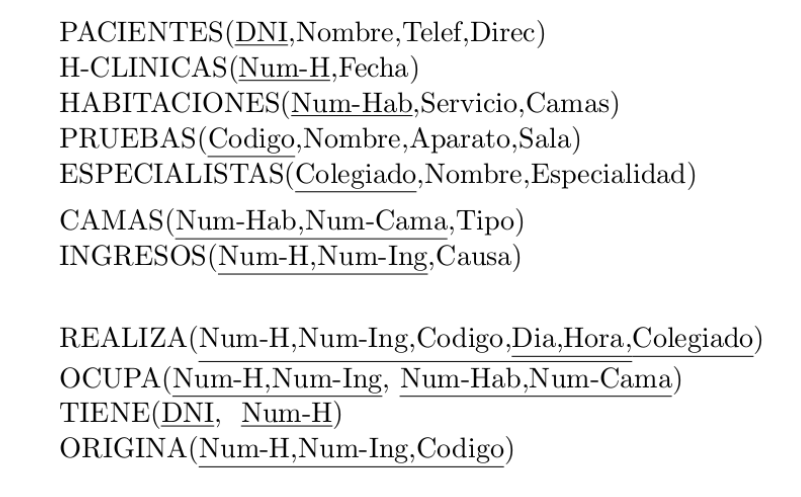 PACIENTES(DNI,Nombre,Telef,Direc)
H-CLINICAS(Num-H,Fecha)
HABITACIONES(Num-Hab,Servicio,Camas)
PRUEBAS(Codigo,Nombre,Aparato,Sala)
ESPECIALISTAS(Colegiado,Nombre,Especialidad)
CAMAS(Num-Hab,Num-Cama,Tipo)
INGRESOS(Num-H,Num-Ing,Causa)
REALIZA(Num-H,Num-Ing,Codigo,Dia,Hora,Colegiado)
OCUPA(Num-H,Num-Ing, Num-Hab,Num-Cama)
TIENE(DNI, Num-H)
ORIGINA(Num-H,Num-Ing,Codigo)